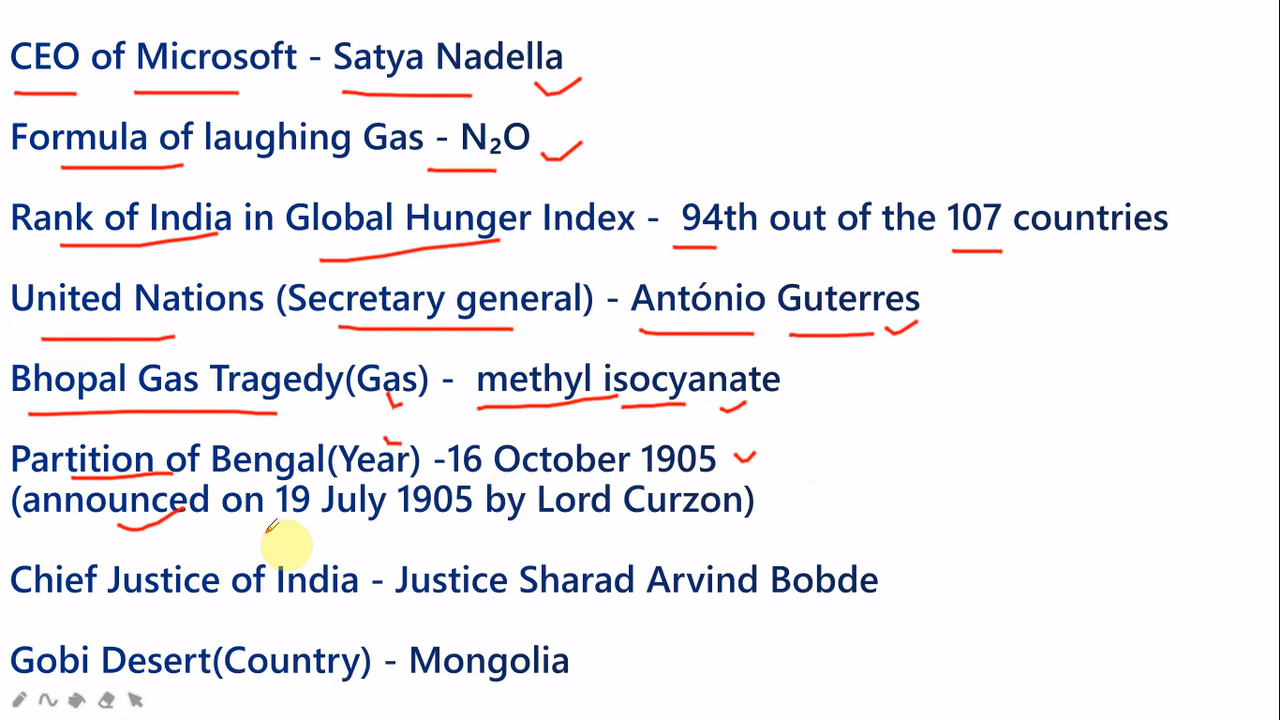 CEO of Microsoft - Satya Nadella
Formula of laughing Gas - N₂O
Rank of India in Global Hunger Index - 94th out of the 107 countries
United Nations (Secretary general) - António Guterres
Bhopal Gas Tragedy(Gas) - methyl isocyanate
Partition of Bengal(Year) -16 October 1905
(announced on 19 July 1905 by Lord Curzon)
Chief Justice of India - Justice Sharad Arvind Bobde
Gobi Desert(Country) - Mongolia